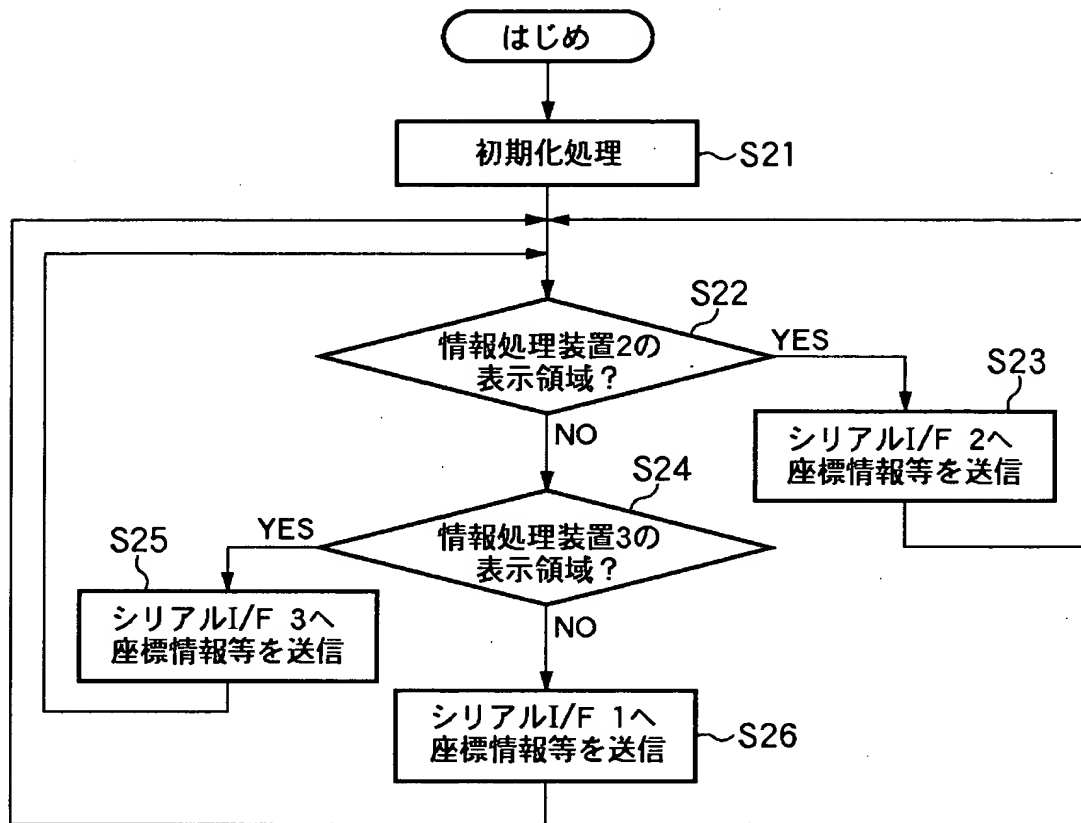 はじめ
初期化処理
S21
S22
情報処理装置2の
表示領域?
YES
S23
シリアルI/F 2へ
座標情報等を送信
NO
S24
情報処理装置3の
表示領域?
YES
S25
シリアルI/F 3へ
座標情報等を送信
NO
シリアルI/F 1へ
座標情報等を送信
S26